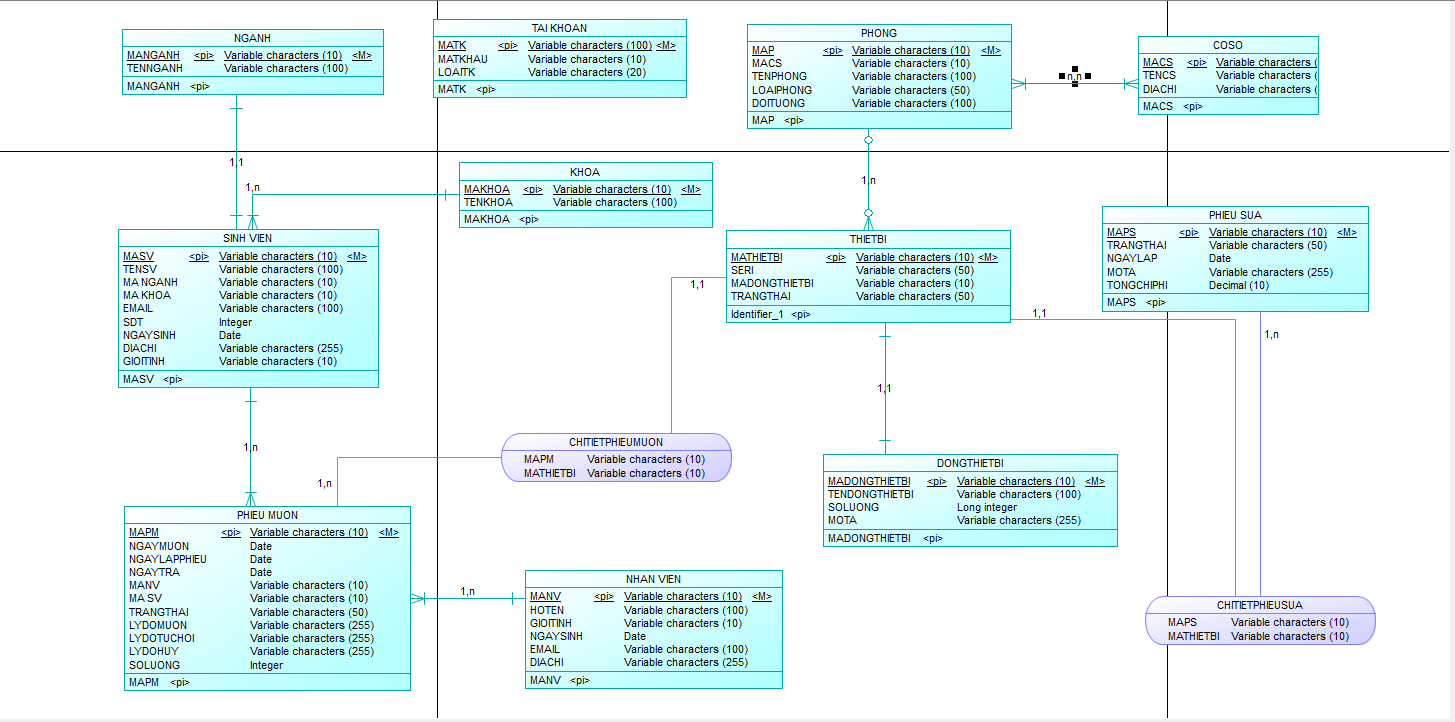 NGANH
MANGANH <pi> Variable characters (10) <M>
TENNGANH Variable characters (100)
MANGANH <pi>
TAI KHOAN
MATK <pi> Variable characters (100) <M>
MATKHAU Variable characters (10)
LOAITK Variable characters (20)
MATK <pi>
PHONG
MAP <pi> Variable characters (10) <M>
MACS Variable characters (10)
TENPHONG Variable characters (100)
LOAIPHONG Variable characters (50)
DOITUONG Variable characters (100)
MAP <pi>
n,n
COSO
MACS <pi> Variable characters (
TENCS Variable characters (
DIACHI Variable characters (
MACS <pi>
1,1
1,n
KHOA
MAKHOA <pi> Variable characters (10) <M>
TENKHOA Variable characters (100)
MAKHOA <pi>
1,n
SINH VIEN
MASV <pi> Variable characters (10) <M>
TENSV Variable characters (100)
MANGANH Variable characters (10)
MAKHOA Variable characters (10)
EMAIL Variable characters (100)
SDT Integer
NGAYSINH Date
DIACHI Variable characters (255)
GIOITINH Variable characters (10)
MASV <pi>
THIETBI
MATHIETBI <pi> Variable characters (10) <M>
SERI Variable characters (50)
MADONGTHIETBI Variable characters (10)
TRANGTHAI Variable characters (50)
Identifier_1 <pi>
PHIEU SUA
MAPS <pi> Variable characters (10) <M>
TRANGTHAI Variable characters (50)
NGAYLAP Date
MOTA Variable characters (255)
TONGCHIPHI Decimal (10)
MAPS <pi>
1,1
1,1
1,n
1,1
1,n
CHITIETPHIEUMUON
MAPM Variable characters (10)
MATHIETBI Variable characters (10)
1,n
DONGTHIETBI
MADONGTHIETBI <pi> Variable characters (10) <M>
TENDONGTHIETBI Variable characters (100)
SOLUONG Long integer
MOTA Variable characters (255)
MADONGTHIETBI <pi>
PHIEU MUON
MAPM <pi> Variable characters (10) <M>
NGAYMUON Date
NGAYLAPPHIEU Date
NGAYTRA Date
MANV Variable characters (10)
MASV Variable characters (10)
TRANGTHAI Variable characters (50)
LYDOMUON Variable characters (255)
LYDOTUCHOI Variable characters (255)
LYDOHUY Variable characters (255)
SOLUONG Integer
MAPM <pi>
1,n
NHAN VIEN
MANV <pi> Variable characters (10) <M>
HOTEN Variable characters (100)
GIOITINH Variable characters (10)
NGAYSINH Date
EMAIL Variable characters (100)
DIACHI Variable characters (255)
MANV <pi>
CHITIETPHIEUSUA
MAPS Variable characters (10)
MATHIETBI Variable characters (10)